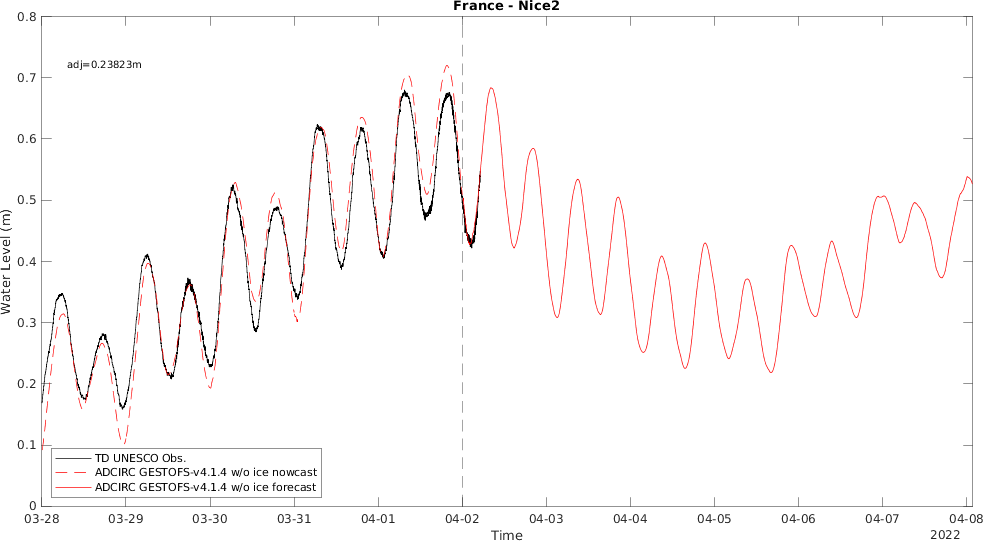 France - Nice2
adj=0.23823m
0.8
0.7
0.6
0.5
0.4
0.3
0.2
0.1
0
Water Level (m)
TD UNESCO Obs.
ADCIRC GESTOFS-v4.1.4 w/o ice nowcast
ADCIRC GESTOFS-v4.1.4 w/o ice forecast
03-28 03-29 03-30 03-31 04-01 04-02 04-03 04-04 04-05 04-06 04-07 04-08
Time
2022